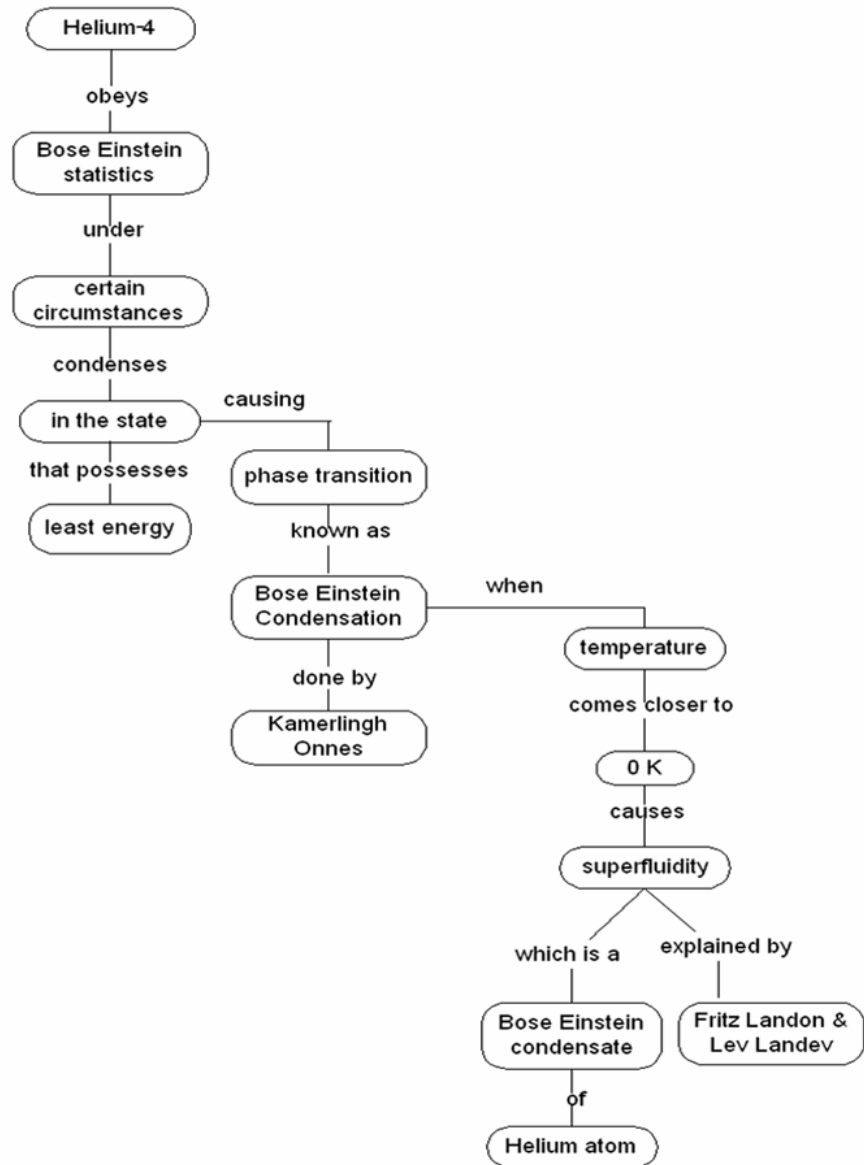 Helium-4
obeys
Bose Einstein
statistics
under
certain
circumstances
condenses
in the state
causing
that possesses
least energy
phase transition
known as
Bose Einstein
Condensation
when
done by
Kamerlingh
Onnes
temperature
comes closer to
0 K
causes
superfluidity
which is a
explained by
Bose Einstein
condensate
Fritz Landon &
Lev Landev
of
Helium atom